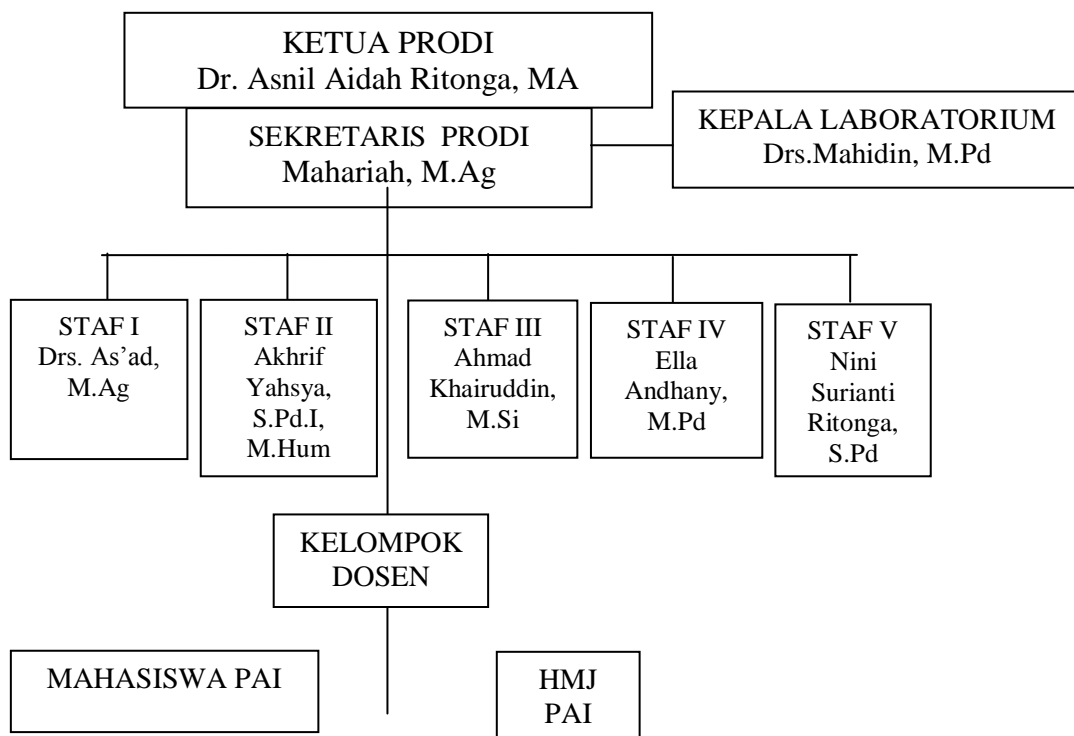 KETUA PRODI
Dr. Asnil Aidah Ritonga, MA
SEKRETARIS PRODI
Mahariah, M.Ag
KEPALA LABORATORIUM
Drs.Mahidin, M.Pd
STAF I
Drs. As’ad,
M.Ag
STAF II
Akhrif
Yahsya,
S.Pd.I,
M.Hum
STAF III
Ahmad
Khairuddin,
M.Si
STAF IV
Ella
Andhany,
M.Pd
STAF V
Nini
Surianti
Ritonga,
S.Pd
KELOMPOK
DOSEN
MAHASISWA PAI
HMJ
PAI